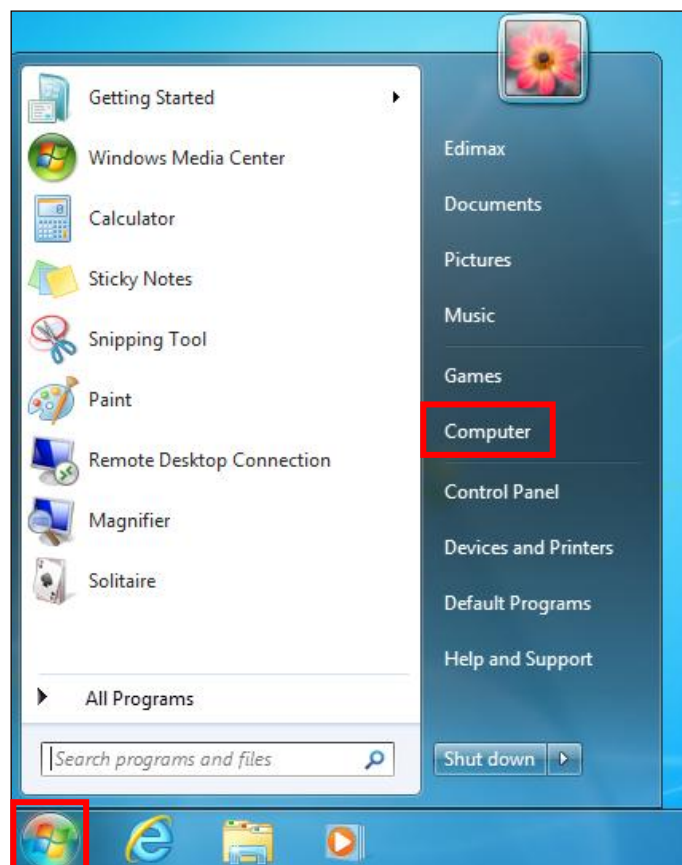 Getting Started
Windows Media Center
Calculator
Sticky Notes
Snipping Tool
Paint
Remote Desktop Connection
Magnifier
Solitaire
All Programs
Search programs and files
Edimax
Documents
Pictures
Music
Games
Computer
Control Panel
Devices and Printers
Default Programs
Help and Support
Shut down